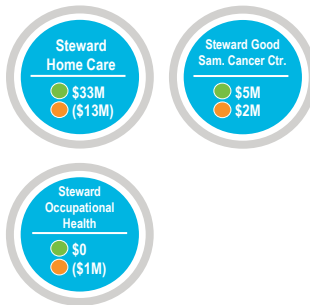 Steward
Home Care
$33M
($13M)
Steward Good
Sam. Cancer Ctr.
$5M
$2M
Steward
Occupational
Health
$0
($1M)